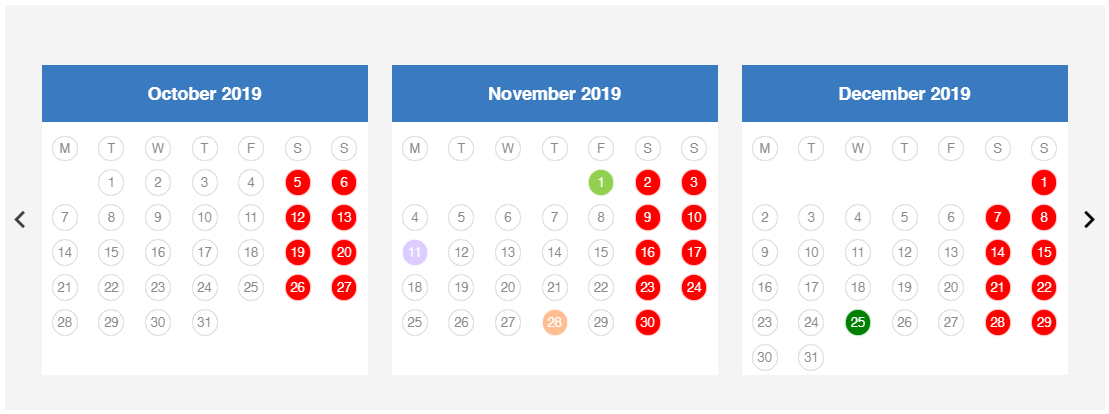 October 2019
M T W T F S S
1 2 3 4 5 6
7 8 9 10 11 12 13
14 15 16 17 18 19 20
21 22 23 24 25 26 27
28 29 30 31
November 2019
M T W T F S S
1 2 3
4 5 6 7 8 9 10
11 12 13 14 15 16 17
18 19 20 21 22 23 24
25 26 27 28 29 30
December 2019
M T W T F S S
1
2 3 4 5 6 7 8
9 10 11 12 13 14 15
16 17 18 19 20 21 22
23 24 25 26 27 28 29
30 31